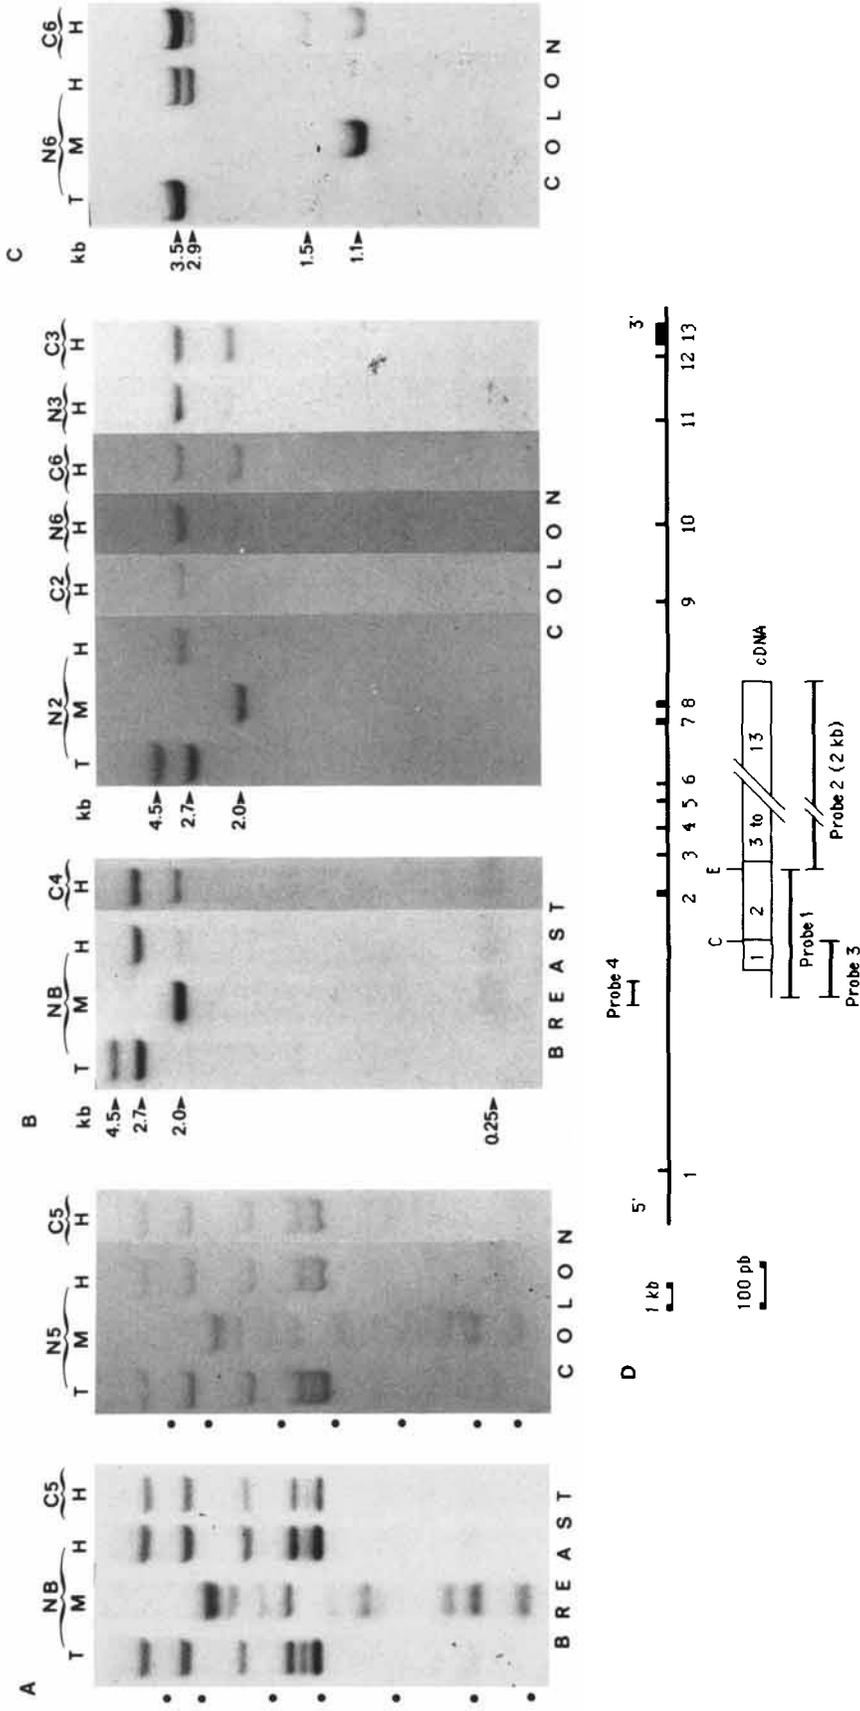 A
NB C5
T M H H
BREAST
N5 C5
T M H H
COLON
B
kb
NB C4
T M H H
4.5
2.7
2.0
0.25
BREAST
kb
N2 C2 N6 C6 N3 C3
T M H H H H H H
4.5
2.7
2.0
COLON
C
kb
N6 C6
T M H H
3.5
2.9
1.5
1.1
COLON
D
1 kb
100 pb
5' 3'
Probe 4
1 2 3 4 5 6 7 8 9 10 11 12 13
C E
1 2 3 to 13 cDNA
Probe 1
Probe 2 (2 kb)
Probe 3